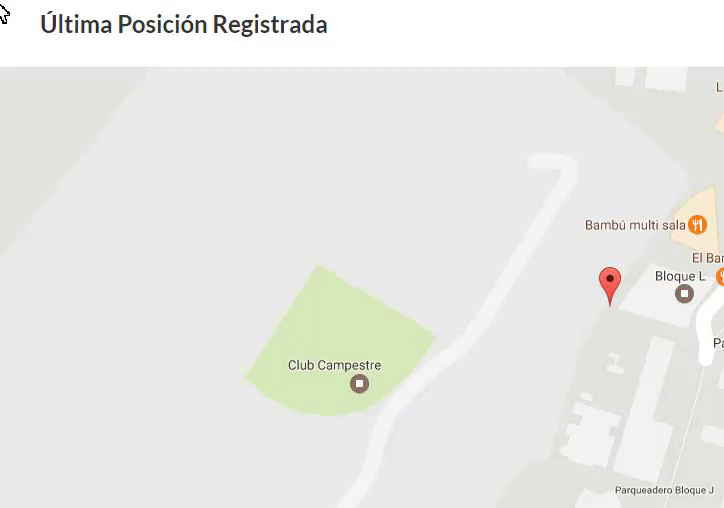 Última Posición Registrada
L
Bambú multi sala
El Bar
Bloque L
Pa
Club Campestre
Parqueadero Bloque J